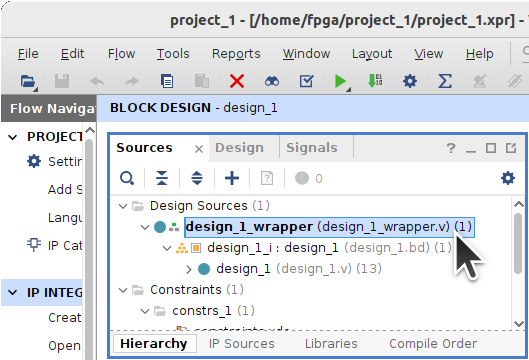 project_1 - [/home/fpga/project_1/project_1.xpr] -
File Edit Flow Tools Reports Window Layout View Help
Flow Naviga
BLOCK DESIGN - design_1
PROJECT
Settin
Add S
Langu
IP Cat
IP INTEG
Creat
Open
Sources × Design Signals ? _
0
Design Sources (1)
design_1_wrapper (design_1_wrapper.v) (1)
design_1_i : design_1 (design_1.bd) (1)
design_1 (design_1.v) (13)
Constraints (1)
constrs_1 (1)
Hierarchy IP Sources Libraries Compile Order